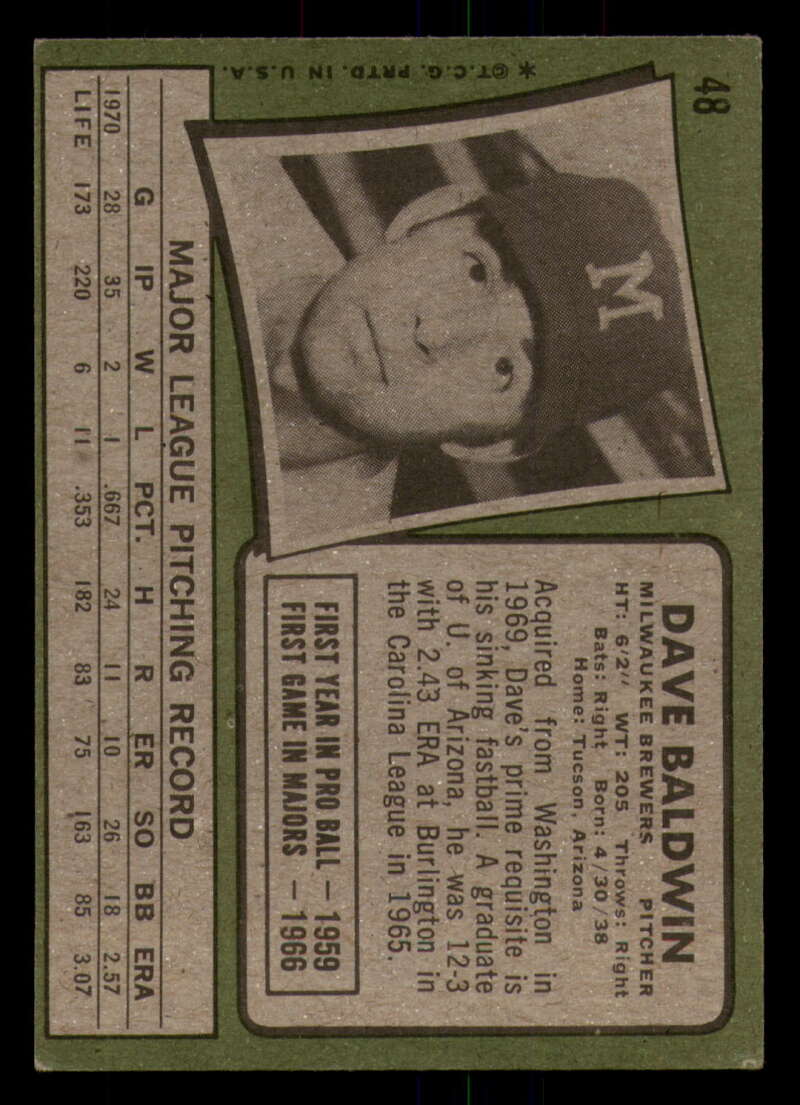 48
M
*©T.C.G. PRTD. IN U.S.A.
DAVE BALDWIN
MILWAUKEE BREWERS PITCHER
HT: 6'2" WT: 205 Throws: Right
Bats: Right Born: 4/30/38
Home: Tucson, Arizona
Acquired from Washington in
1969, Dave's prime requisite is
his sinking fastball. A graduate
of U. of Arizona, he was 12-3
with 2.43 ERA at Burlington in
the Carolina League in 1965.
FIRST YEAR IN PRO BALL — 1959
FIRST GAME IN MAJORS — 1966
MAJOR LEAGUE PITCHING RECORD
G IP W L PCT. H R ER SO BB ERA
1970 28 35 2 1 .667 24 11 10 26 18 2.57
LIFE 173 220 6 11 .353 182 83 75 163 85 3.07